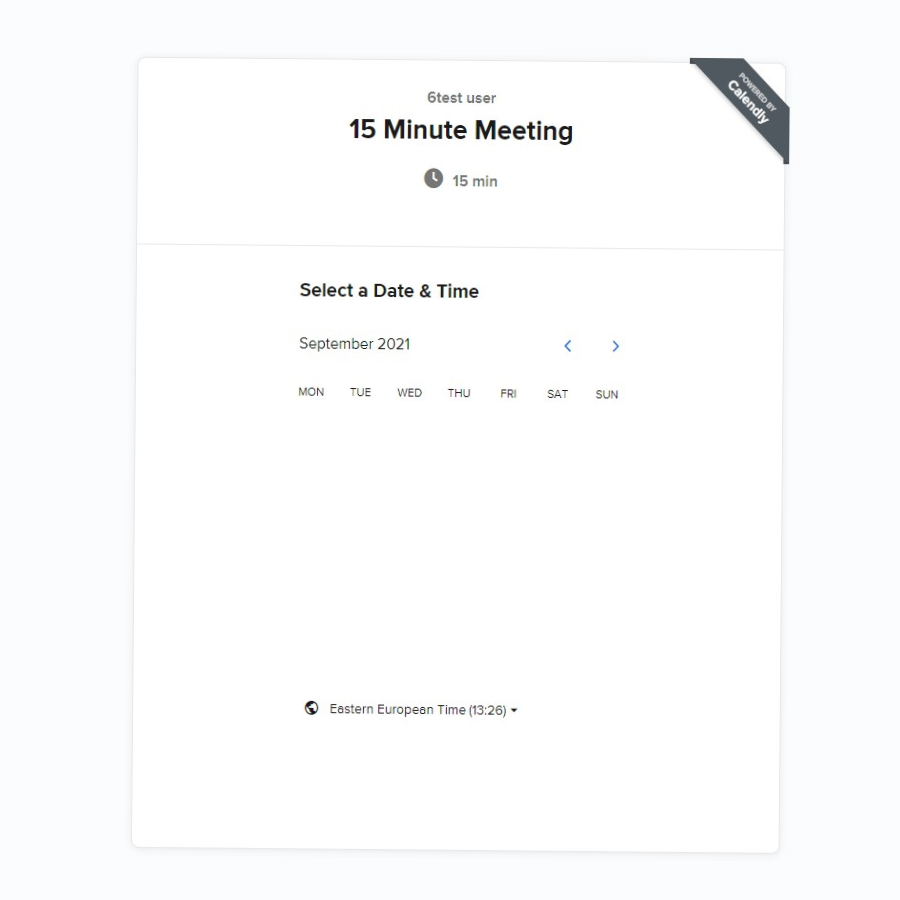 POWERED BY
Calendly
6test user
15 Minute Meeting
15 min
Select a Date & Time
September 2021
MON TUE WED THU FRI SAT SUN
Eastern European Time (13:26)